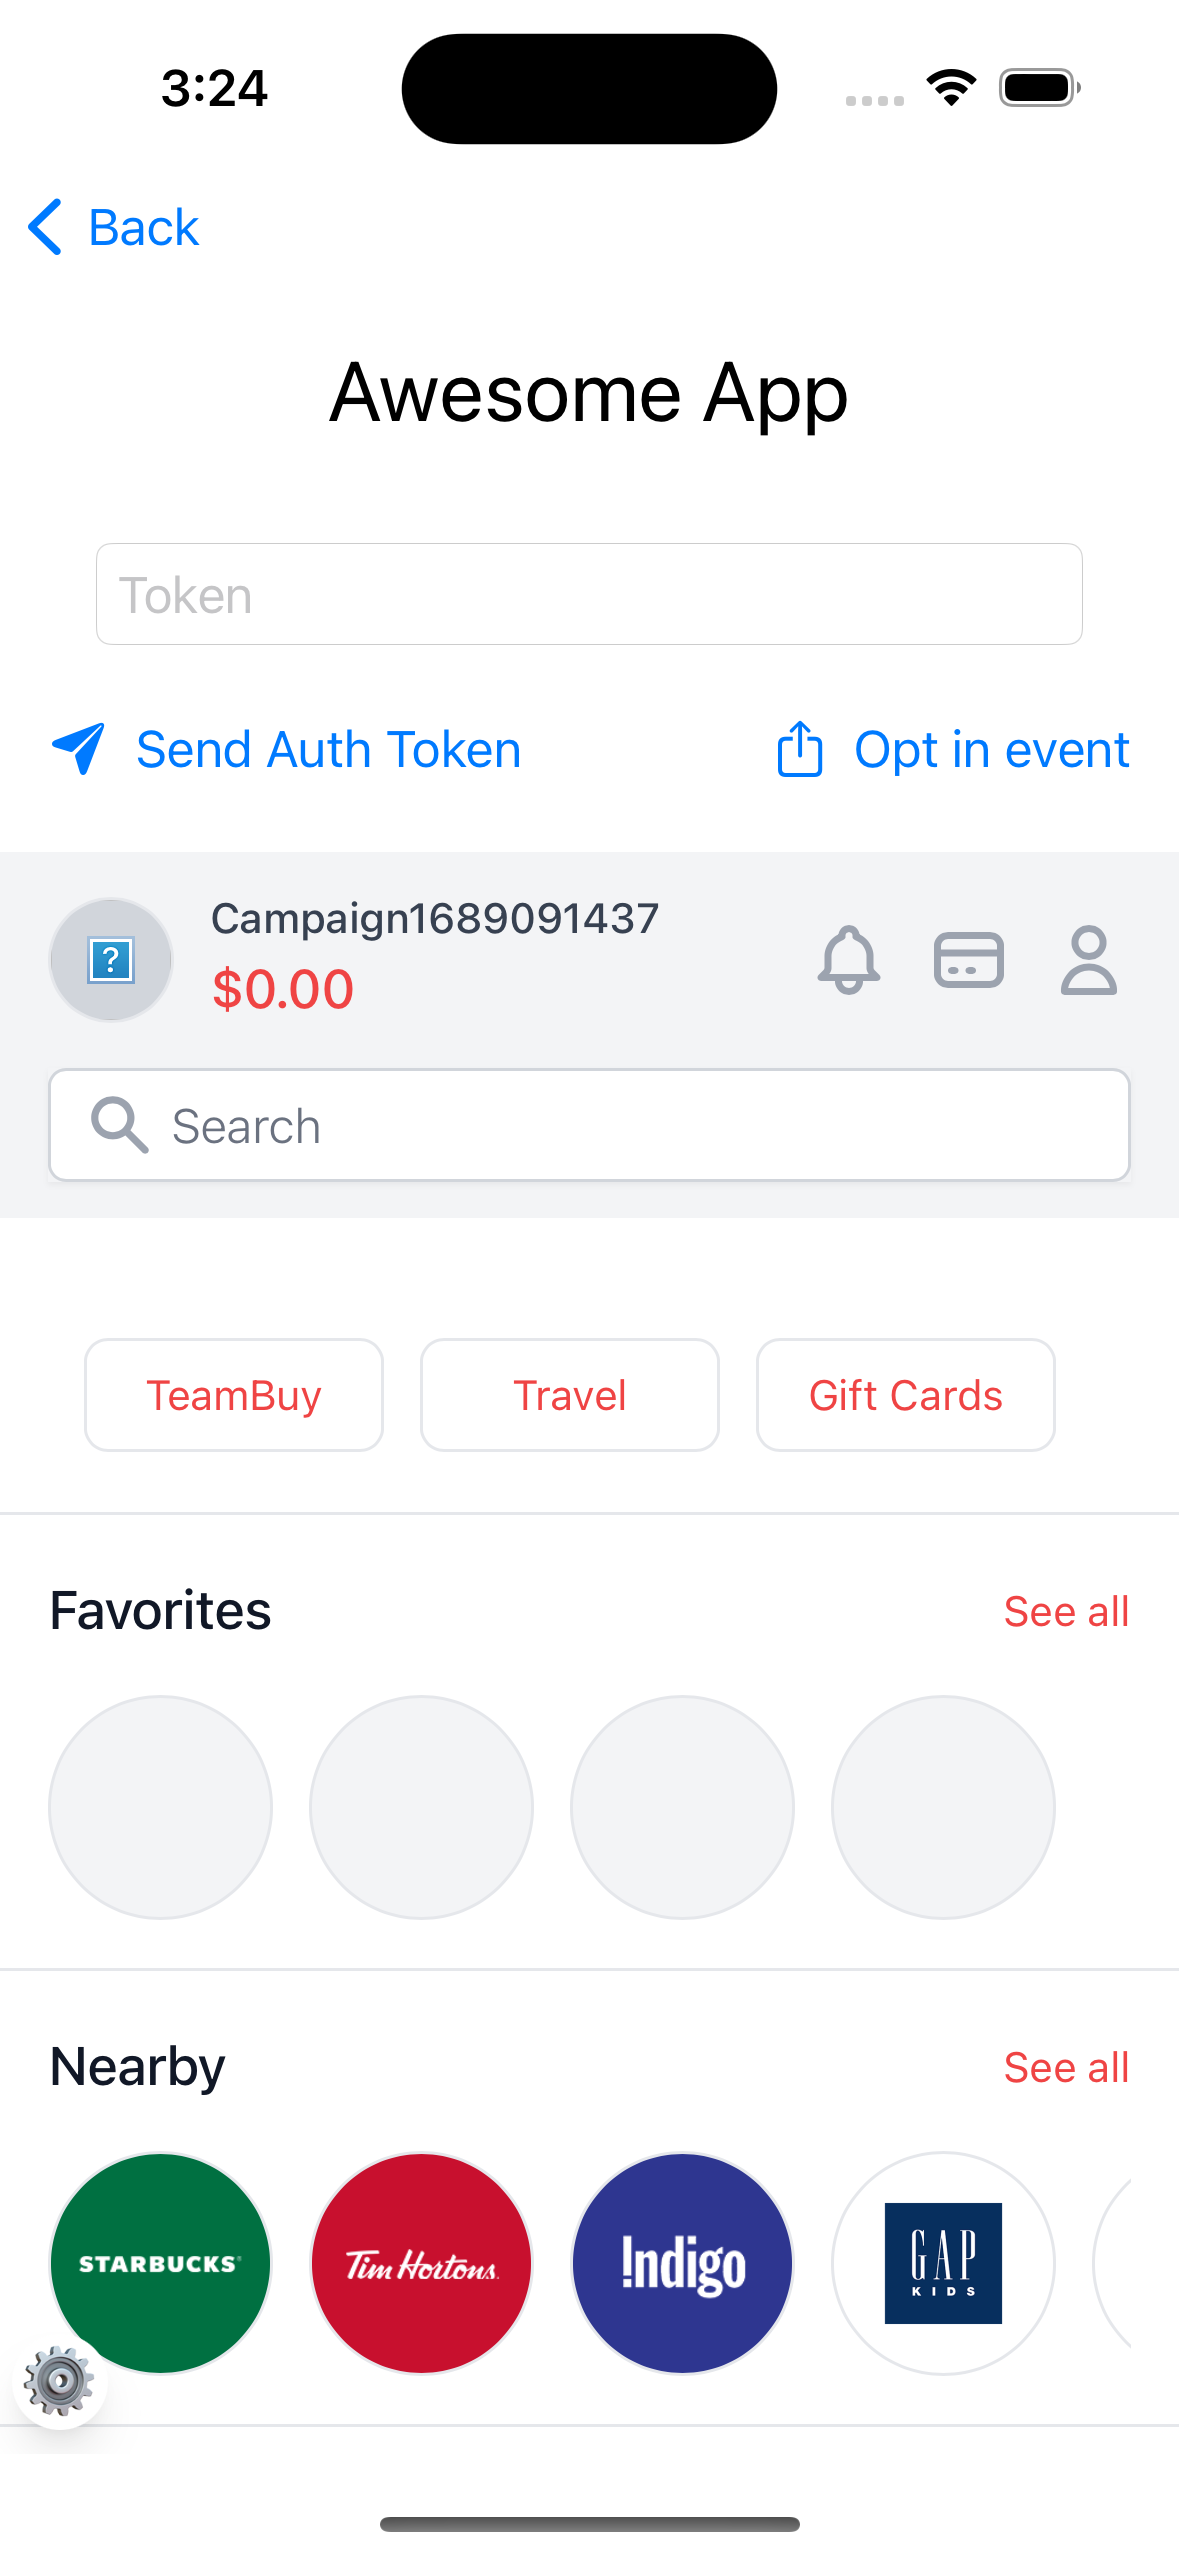 3:24
Back
Awesome App
Token
Send Auth Token
Opt in event
Campaign1689091437
?
$0.00
Search
TeamBuy
Travel
Gift Cards
Favorites
See all
Nearby
See all
STARBUCKS
Tim Hortons
Indigo
GAP
KIDS